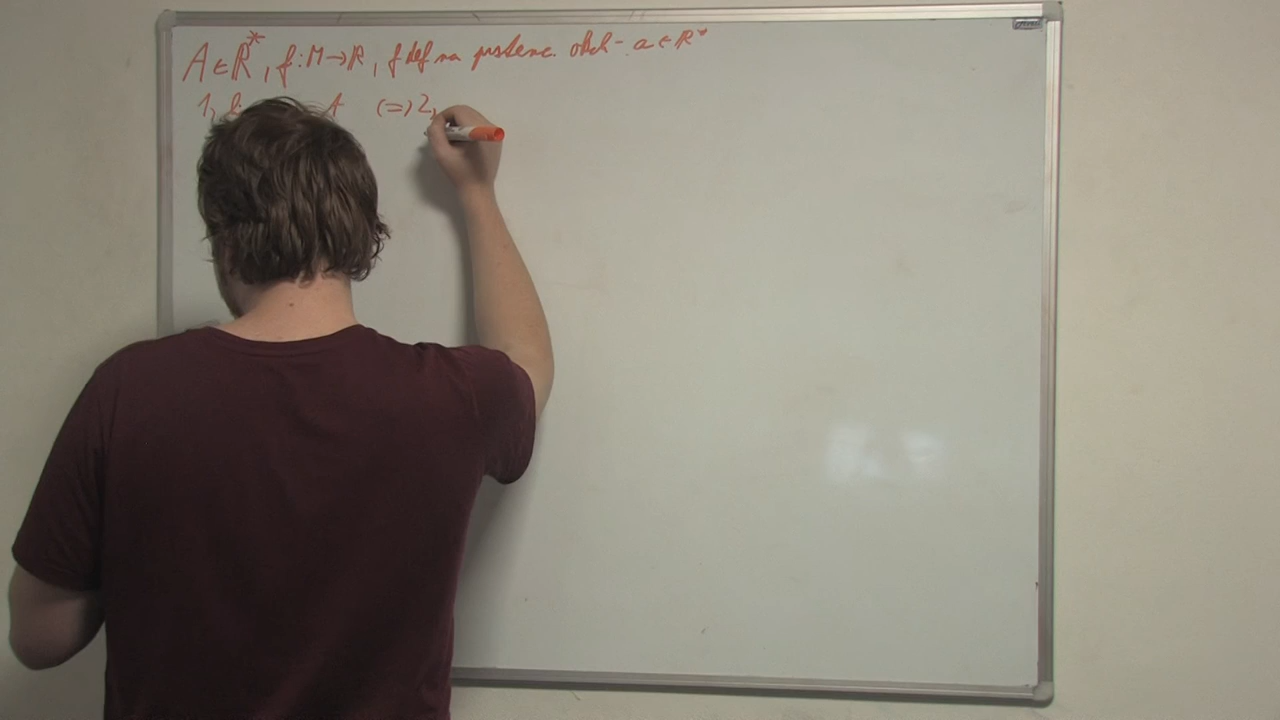 A ∈ ℝ*, f: M → ℝ, f def na prstenc. okol- a ∈ ℝ*
1, A (=) 2,